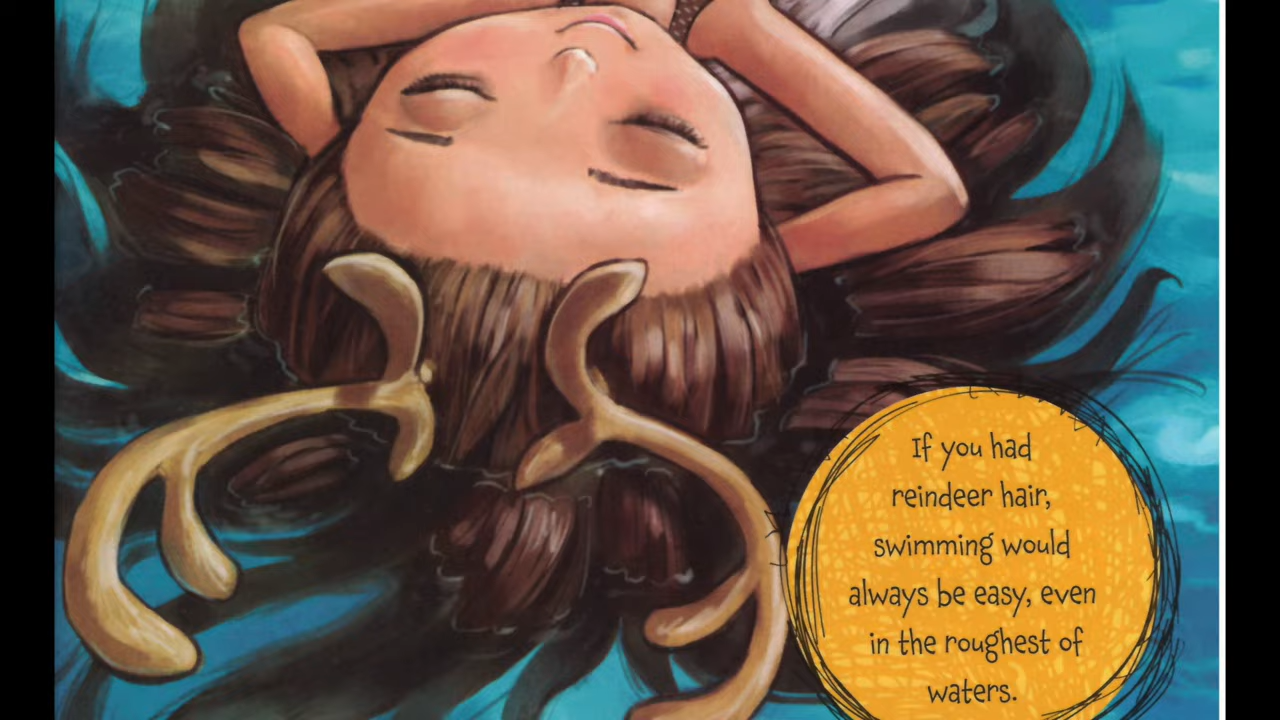 If you had
reindeer hair,
swimming would
always be easy, even
in the roughest of
waters.